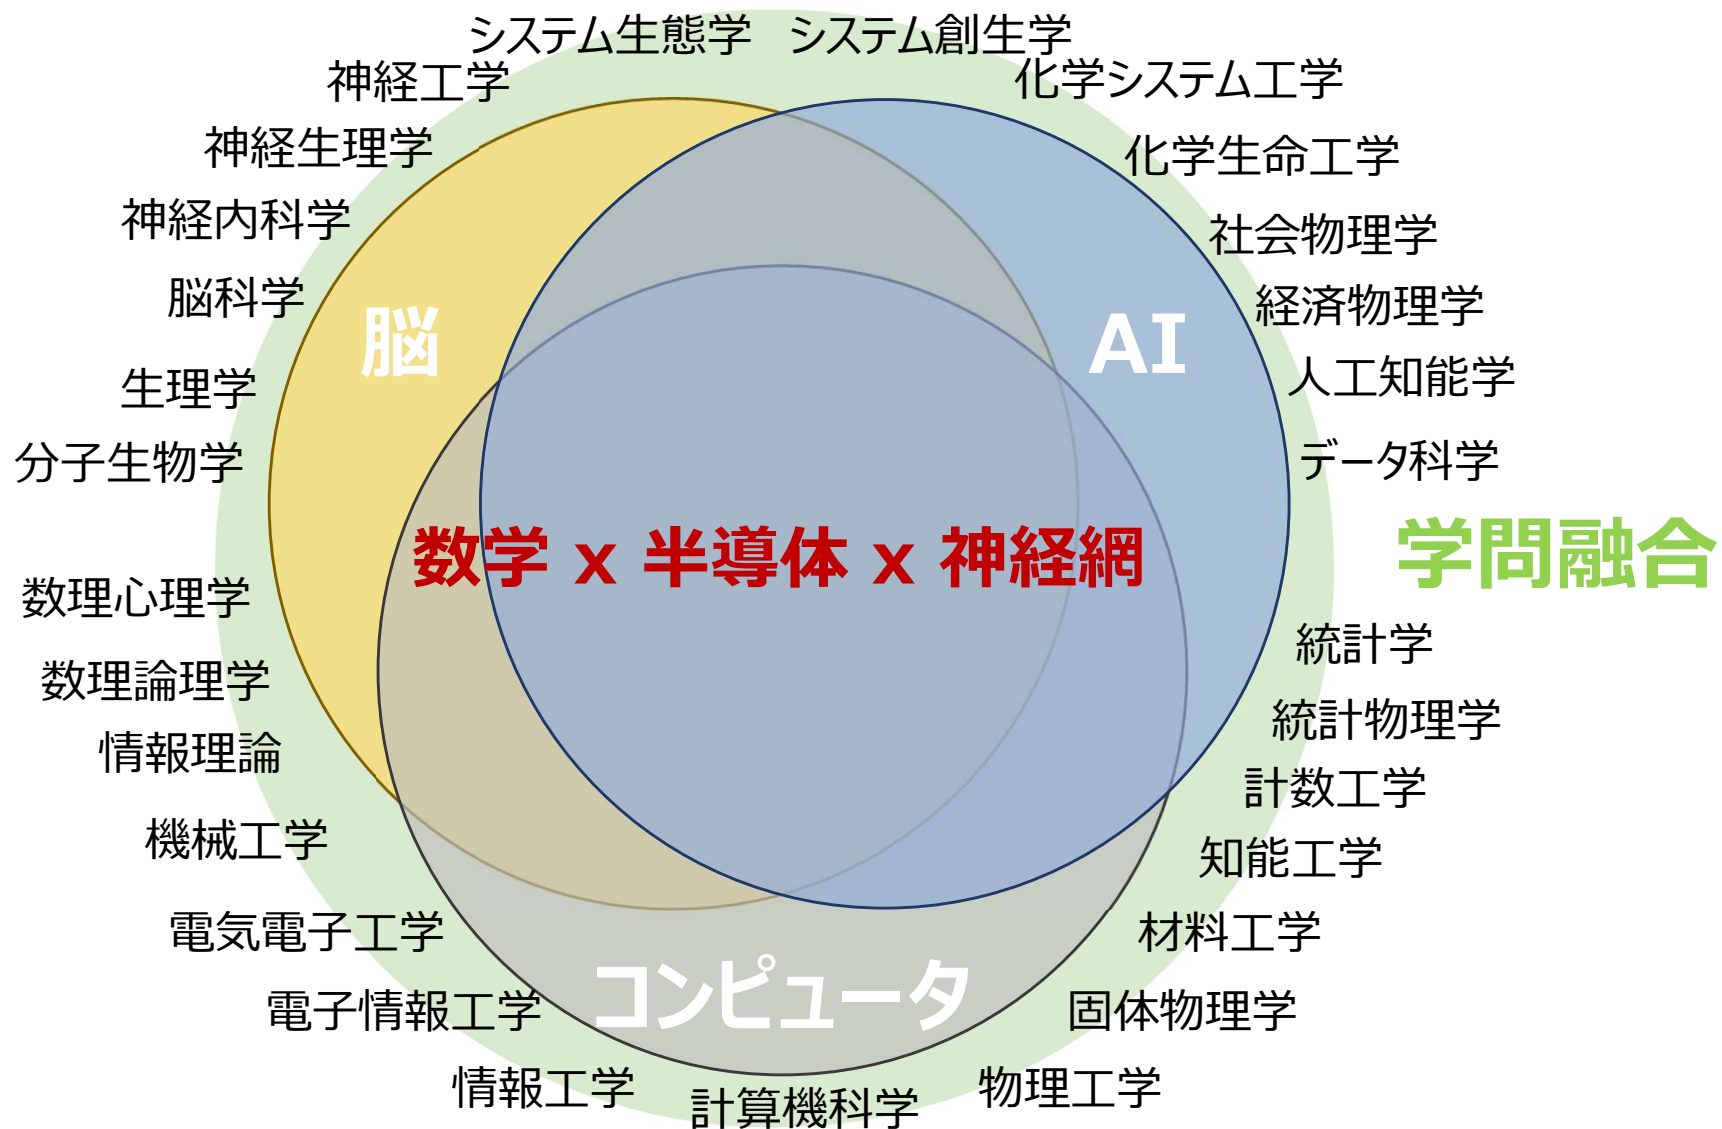 システム生態学 システム創生学
神経工学
化学システム工学
神経生理学
化学生命工学
神経内科学
社会物理学
脳科学
経済物理学
脳
AI
生理学
人工知能学
分子生物学
データ科学
数学 x 半導体 x 神経網
学問融合
数理心理学
統計学
数理論理学
統計物理学
情報理論
計数工学
機械工学
知能工学
電気電子工学
材料工学
コンピュータ
電子情報工学
固体物理学
情報工学
計算機科学
物理工学